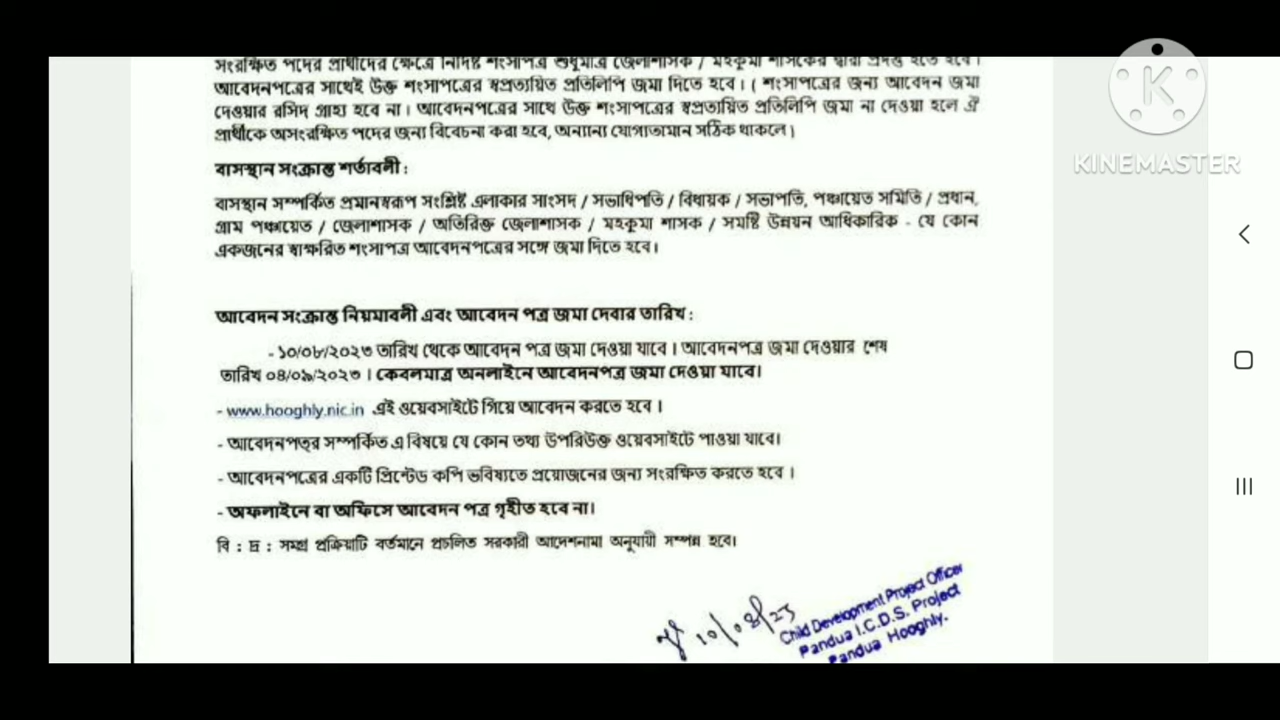 সংরক্ষিত পদের প্রার্থীদের ক্ষেত্রে নির্দিষ্ট শংসাপত্র শুধুমাত্র জেলাশাসক / মহকুমা শাসকের দ্বারা প্রদত্ত হতে হবে।
আবেদনপত্রের সাথেই উক্ত শংসাপত্রের স্বপ্রত্যয়িত প্রতিলিপি জমা দিতে হবে। ( শংসাপত্রের জন্য আবেদন জমা
দেওয়ার রসিদ গ্রাহ্য হবে না। আবেদনপত্রের সাথে উক্ত শংসাপত্রের স্বপ্রত্যয়িত প্রতিলিপি জমা না দেওয়া হলে ঐ
প্রার্থীকে অসংরক্ষিত পদের জন্য বিবেচনা করা হবে, অন্যান্য যোগ্যতামান সঠিক থাকলে)
KINEMASTER
বাসস্থান সংক্রান্ত শর্তাবলী :
বাসস্থান সম্পর্কিত প্রমানস্বরূপ সংশ্লিষ্ট এলাকার সাংসদ / সভাধিপতি / বিধায়ক / সভাপতি, পঞ্চায়েত সমিতি / প্রধান,
গ্রাম পঞ্চায়েত / জেলাশাসক / অতিরিক্ত জেলাশাসক / মহকুমা শাসক / সমষ্টি উন্নয়ন আধিকারিক - যে কোন
একজনের স্বাক্ষরিত শংসাপত্র আবেদনপত্রের সঙ্গে জমা দিতে হবে।
আবেদন সংক্রান্ত নিয়মাবলী এবং আবেদন পত্র জমা দেবার তারিখ :
- ১০/০৮/২০২৩ তারিখ থেকে আবেদন পত্র জমা দেওয়া যাবে। আবেদনপত্র জমা দেওয়ার শেষ
তারিখ ০৪/০৯/২০২৩ । কেবলমাত্র অনলাইনে আবেদনপত্র জমা দেওয়া যাবে।
- www.hooghly.nic.in এই ওয়েবসাইটে গিয়ে আবেদন করতে হবে ।
- আবেদনপত্র সম্পর্কিত এ বিষয়ে যে কোন তথ্য উপরিউক্ত ওয়েবসাইটে পাওয়া যাবে।
- আবেদনপত্রের একটি প্রিন্টেড কপি ভবিষ্যতে প্রয়োজনের জন্য সংরক্ষিত করতে হবে ।
- অফলাইনে বা অফিসে আবেদন পত্র গৃহীত হবে না।
বি : দ্র : সমগ্র প্রক্রিয়াটি বর্তমানে প্রচলিত সরকারী আদেশনামা অনুযায়ী সম্পন্ন হবে।
10/08/23
Child Development Project Officer
Pandua I.C.D.S. Project
Pandua Hooghly.